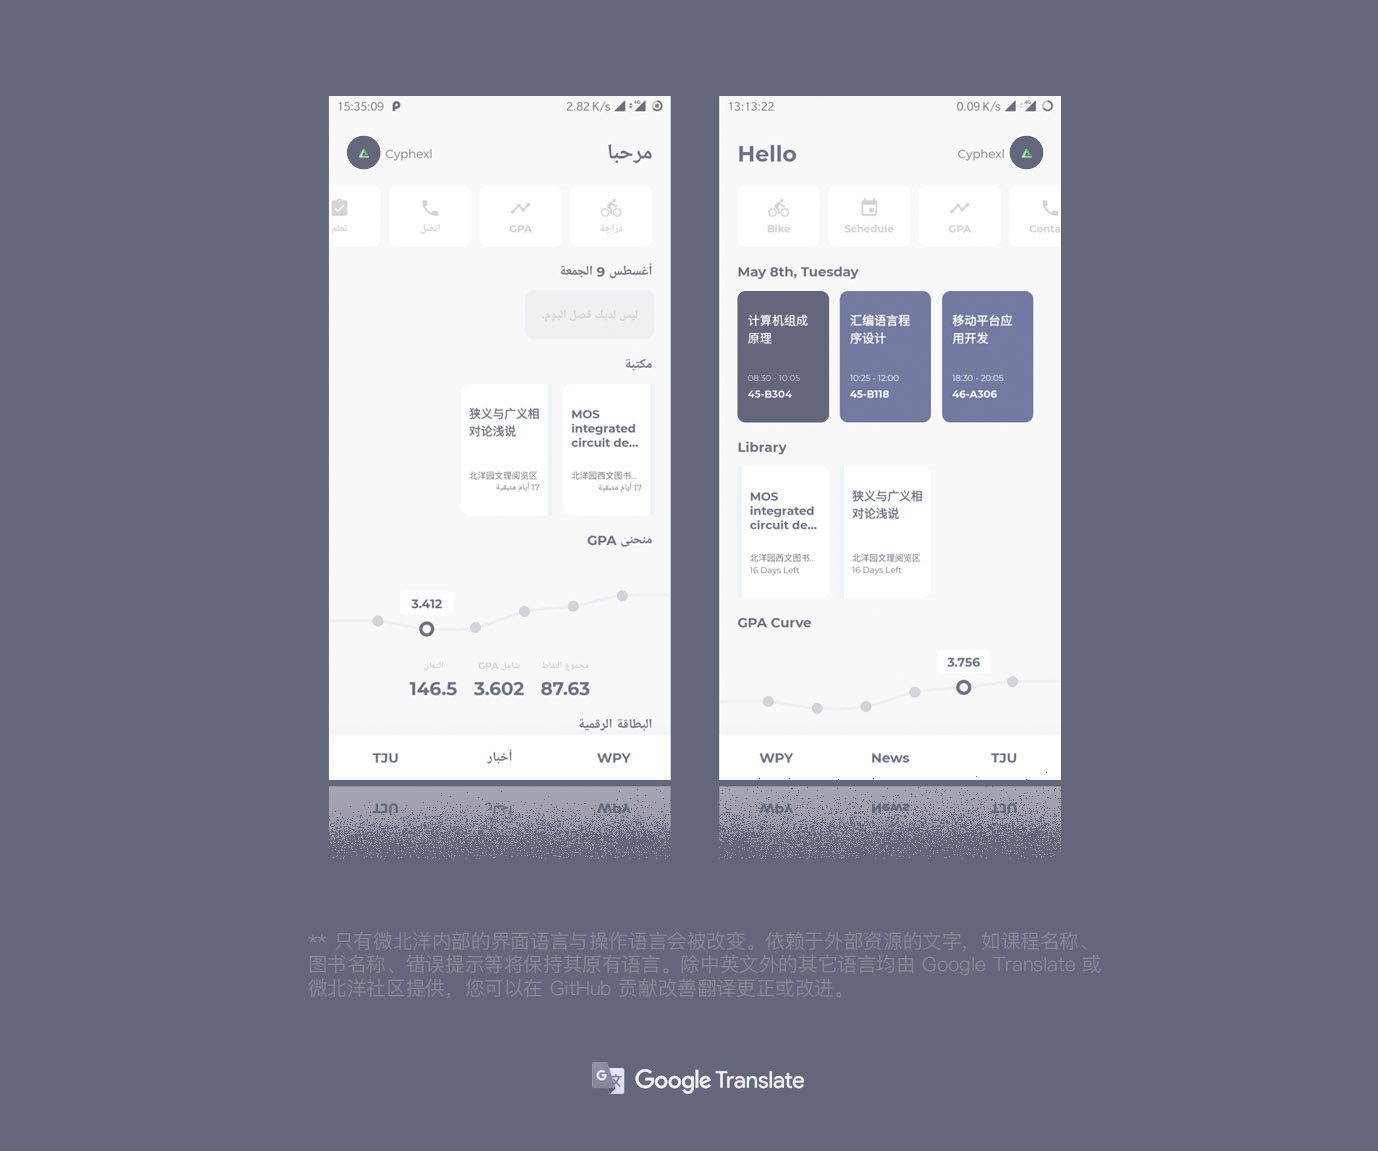 15:35:09
2.82 K/s
4G
Cyphexl
مرحبا
دراجة
GPA
اتصل
تعلم
أغسطس 9 الجمعة
ليس لديك فصل اليوم.
مكتبة
MOS
integrated
circuit de...
北洋园西文图书...
17 أيام متبقية
狭义与广义相
对论浅说
北洋园文理阅览区
17 أيام متبقية
منحنى GPA
3.412
مجموع النقاط
87.63
شامل GPA
3.602
ائتمان
146.5
البطاقة الرقمية
WPY
أخبار
TJU
13:13:22
0.09 K/s
4G
Hello
Cyphexl
Bike
Schedule
GPA
Conta
May 8th, Tuesday
计算机组成
原理
08:30 - 10:05
45-B304
汇编语言程
序设计
10:25 - 12:00
45-B118
移动平台应
用开发
18:30 - 20:05
46-A306
Library
MOS
integrated
circuit de...
北洋园西文图书...
16 Days Left
狭义与广义相
对论浅说
北洋园文理阅览区
16 Days Left
GPA Curve
3.756
WPY
News
TJU
** 只有微北洋内部的界面语言与操作语言会被改变。依赖于外部资源的文字，如课程名称、
图书名称、错误提示等将保持其原有语言。除中英文外的其它语言均由 Google Translate 或
微北洋社区提供，您可以在 GitHub 贡献改善翻译更正或改进。
Google Translate